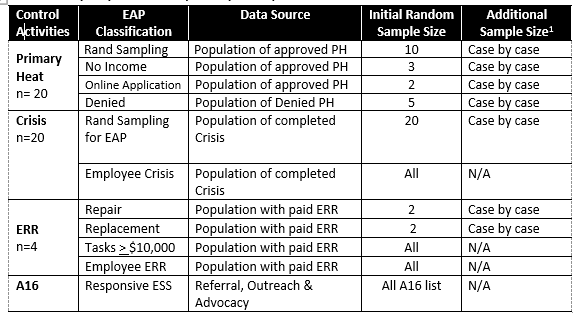 Control Activities | EAP Classification | Data Source | Initial Random Sample Size | Additional Sample Size¹
Primary Heat n= 20 | Rand Sampling | Population of approved PH | 10 | Case by case
No Income | Population of approved PH | 3 | Case by case
Online Application | Population of approved PH | 2 | Case by case
Denied | Population of Denied PH | 5 | Case by case
Crisis n=20 | Rand Sampling for EAP | Population of completed Crisis | 20 | Case by case
Employee Crisis | Population of completed Crisis | All | N/A
ERR n=4 | Repair | Population with paid ERR | 2 | Case by case
Replacement | Population with paid ERR | 2 | Case by case
Tasks > $10,000 | Population with paid ERR | All | N/A
Employee ERR | Population with paid ERR | All | N/A
A16 | Responsive ESS | Referral, Outreach & Advocacy | All A16 list | N/A